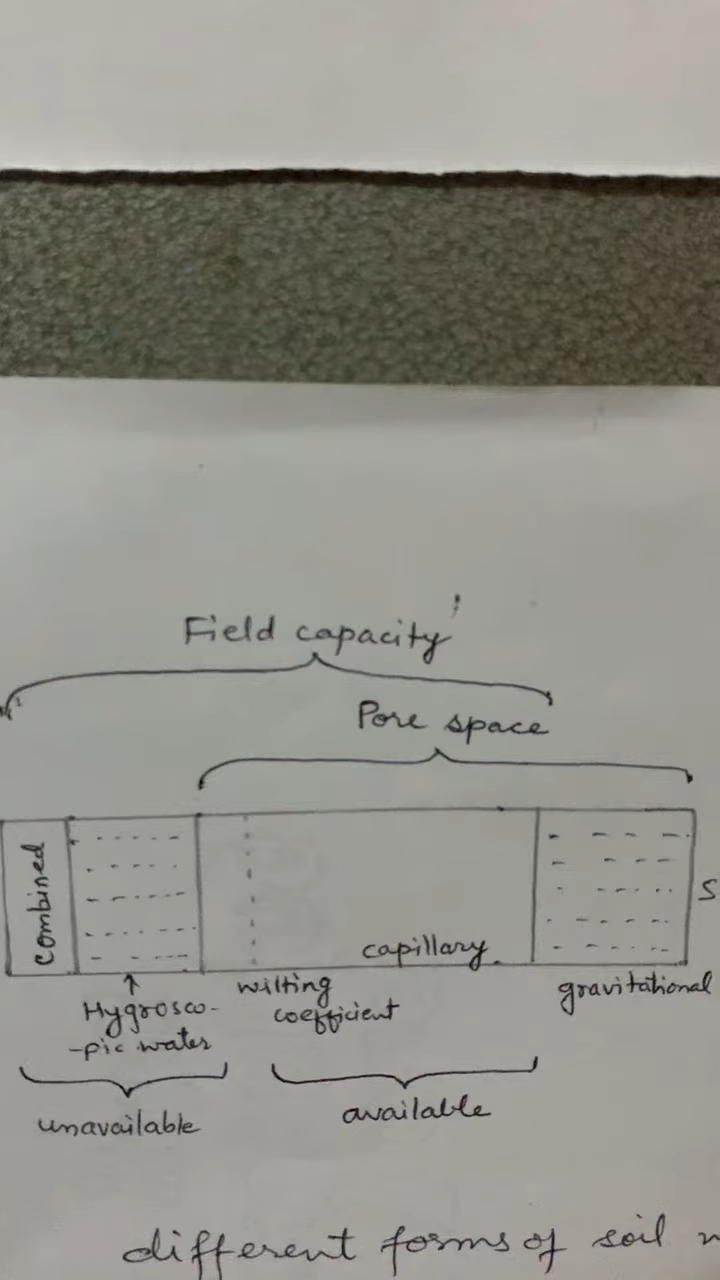 Field capacity
Pore space
combined
capillary
S
Hygrosco-
-pic water
wilting
coefficient
gravitational
unavailable
available
different forms of soil